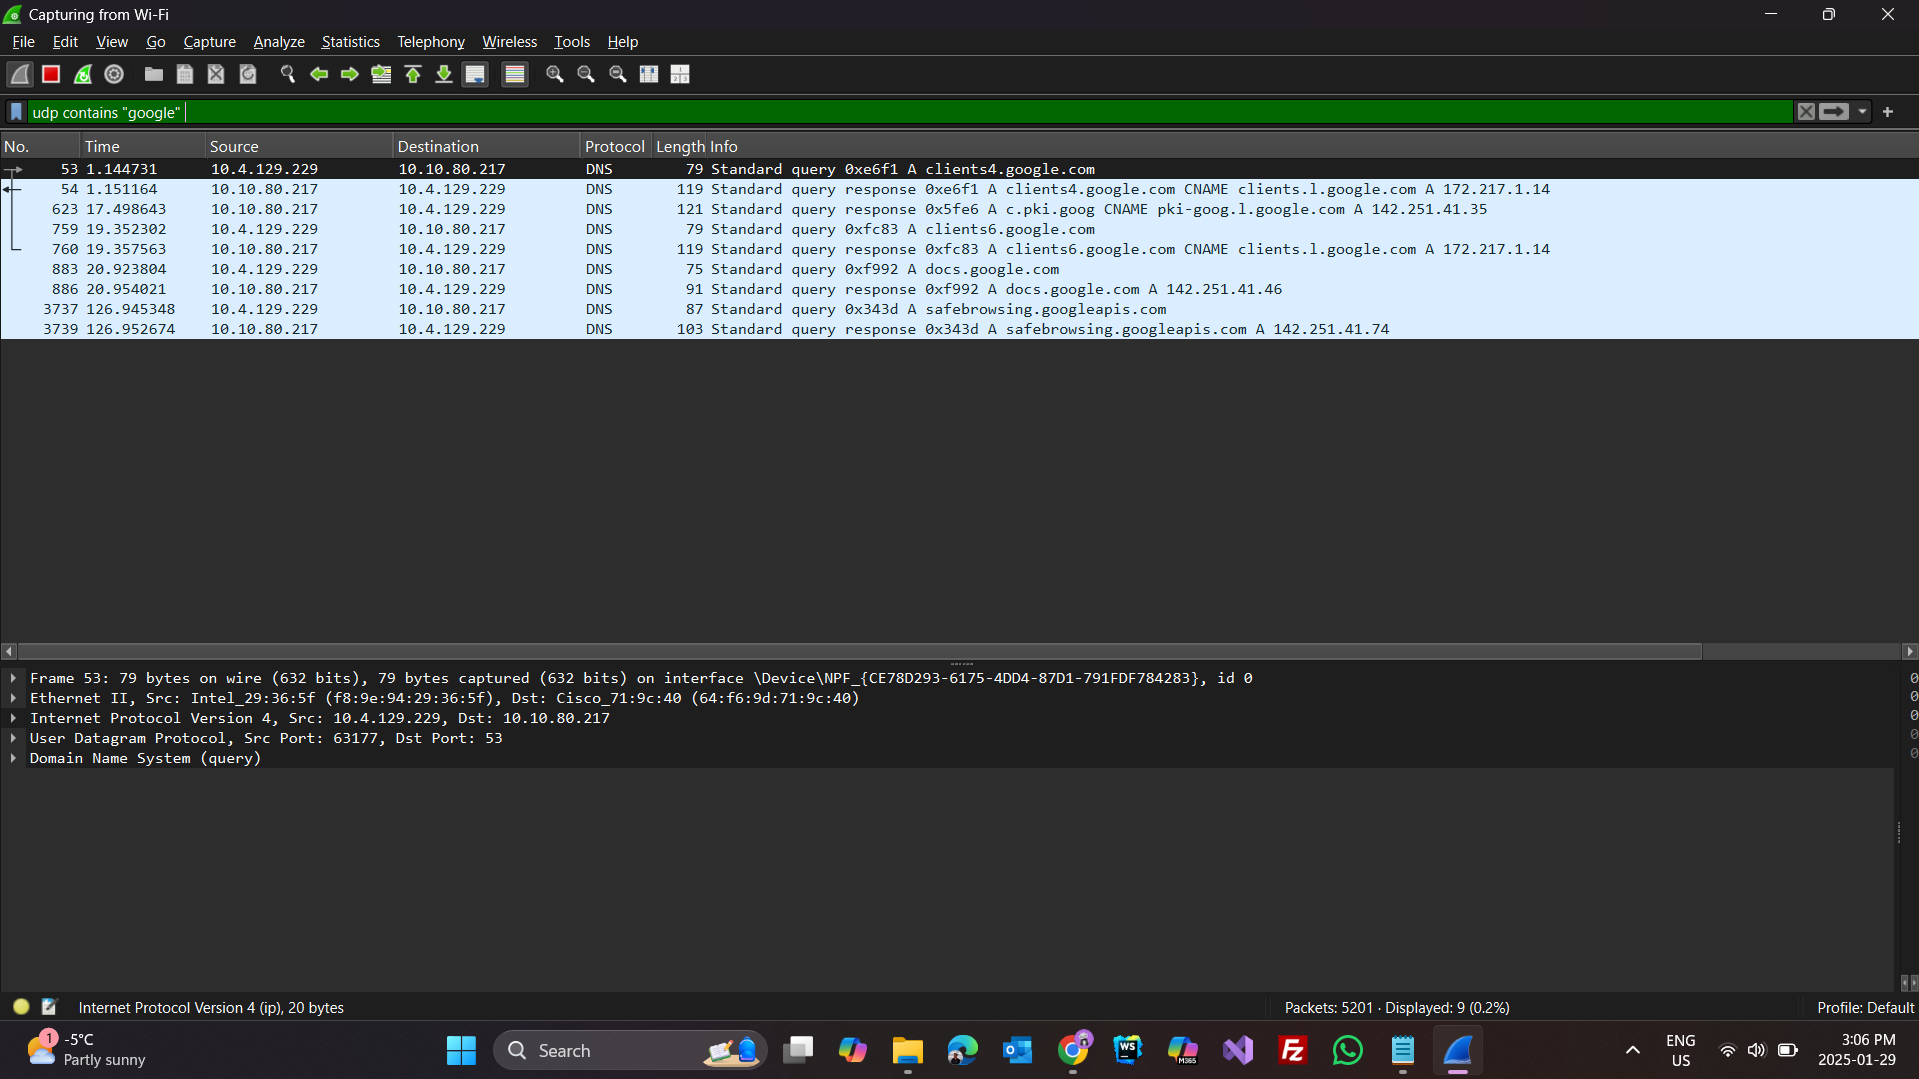 Capturing from Wi-Fi
File Edit View Go Capture Analyze Statistics Telephony Wireless Tools Help
udp contains "google"
No. Time Source Destination Protocol Length Info
53 1.144731 10.4.129.229 10.10.80.217 DNS 79 Standard query 0xe6f1 A clients4.google.com
54 1.151164 10.10.80.217 10.4.129.229 DNS 119 Standard query response 0xe6f1 A clients4.google.com CNAME clients.l.google.com A 172.217.1.14
623 17.498643 10.10.80.217 10.4.129.229 DNS 121 Standard query response 0x5fe6 A c.pki.goog CNAME pki-goog.l.google.com A 142.251.41.35
759 19.352302 10.4.129.229 10.10.80.217 DNS 79 Standard query 0xfc83 A clients6.google.com
760 19.357563 10.10.80.217 10.4.129.229 DNS 119 Standard query response 0xfc83 A clients6.google.com CNAME clients.l.google.com A 172.217.1.14
883 20.923804 10.4.129.229 10.10.80.217 DNS 75 Standard query 0xf992 A docs.google.com
886 20.954021 10.10.80.217 10.4.129.229 DNS 91 Standard query response 0xf992 A docs.google.com A 142.251.41.46
3737 126.945348 10.4.129.229 10.10.80.217 DNS 87 Standard query 0x343d A safebrowsing.googleapis.com
3739 126.952674 10.10.80.217 10.4.129.229 DNS 103 Standard query response 0x343d A safebrowsing.googleapis.com A 142.251.41.74
Frame 53: 79 bytes on wire (632 bits), 79 bytes captured (632 bits) on interface \Device\NPF_{CE78D293-6175-4DD4-87D1-791FDF784283}, id 0
Ethernet II, Src: Intel_29:36:5f (f8:9e:94:29:36:5f), Dst: Cisco_71:9c:40 (64:f6:9d:71:9c:40)
Internet Protocol Version 4, Src: 10.4.129.229, Dst: 10.10.80.217
User Datagram Protocol, Src Port: 63177, Dst Port: 53
Domain Name System (query)
0
0
0
0
0
Internet Protocol Version 4 (ip), 20 bytes
Packets: 5201 · Displayed: 9 (0.2%)
Profile: Default
1
-5°C
Partly sunny
Search
WS
M365
Fz
ENG
US
3:06 PM
2025-01-29